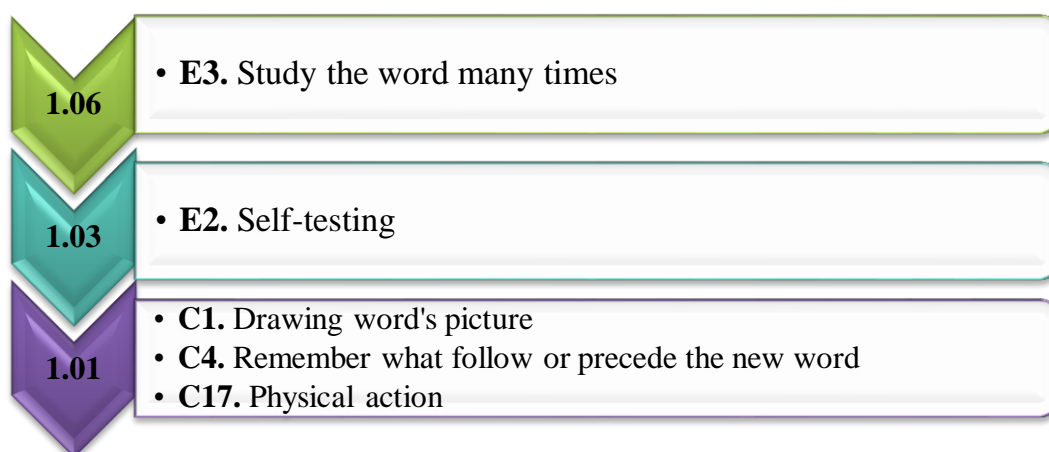 1.06
• E3. Study the word many times
1.03
• E2. Self-testing
1.01
• C1. Drawing word's picture
• C4. Remember what follow or precede the new word
• C17. Physical action